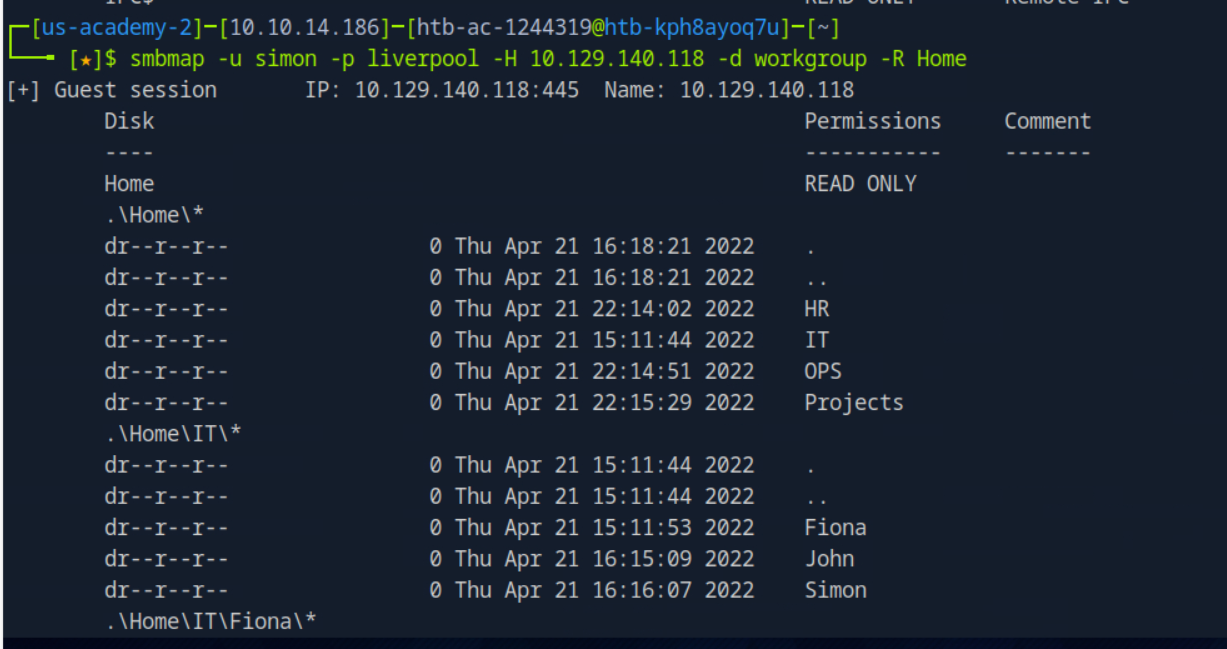 READ ONLY Remote IPC
[us-academy-2]-[10.10.14.186]-[htb-ac-1244319@htb-kph8ayoq7u]-[~]
[★]$ smbmap -u simon -p liverpool -H 10.129.140.118 -d workgroup -R Home
[+] Guest session IP: 10.129.140.118:445 Name: 10.129.140.118
Disk Permissions Comment
---- ----------- -------
Home READ ONLY
.\Home\*
dr--r--r-- 0 Thu Apr 21 16:18:21 2022 .
dr--r--r-- 0 Thu Apr 21 16:18:21 2022 ..
dr--r--r-- 0 Thu Apr 21 22:14:02 2022 HR
dr--r--r-- 0 Thu Apr 21 15:11:44 2022 IT
dr--r--r-- 0 Thu Apr 21 22:14:51 2022 OPS
dr--r--r-- 0 Thu Apr 21 22:15:29 2022 Projects
.\Home\IT\*
dr--r--r-- 0 Thu Apr 21 15:11:44 2022 .
dr--r--r-- 0 Thu Apr 21 15:11:44 2022 ..
dr--r--r-- 0 Thu Apr 21 15:11:53 2022 Fiona
dr--r--r-- 0 Thu Apr 21 16:15:09 2022 John
dr--r--r-- 0 Thu Apr 21 16:16:07 2022 Simon
.\Home\IT\Fiona\*